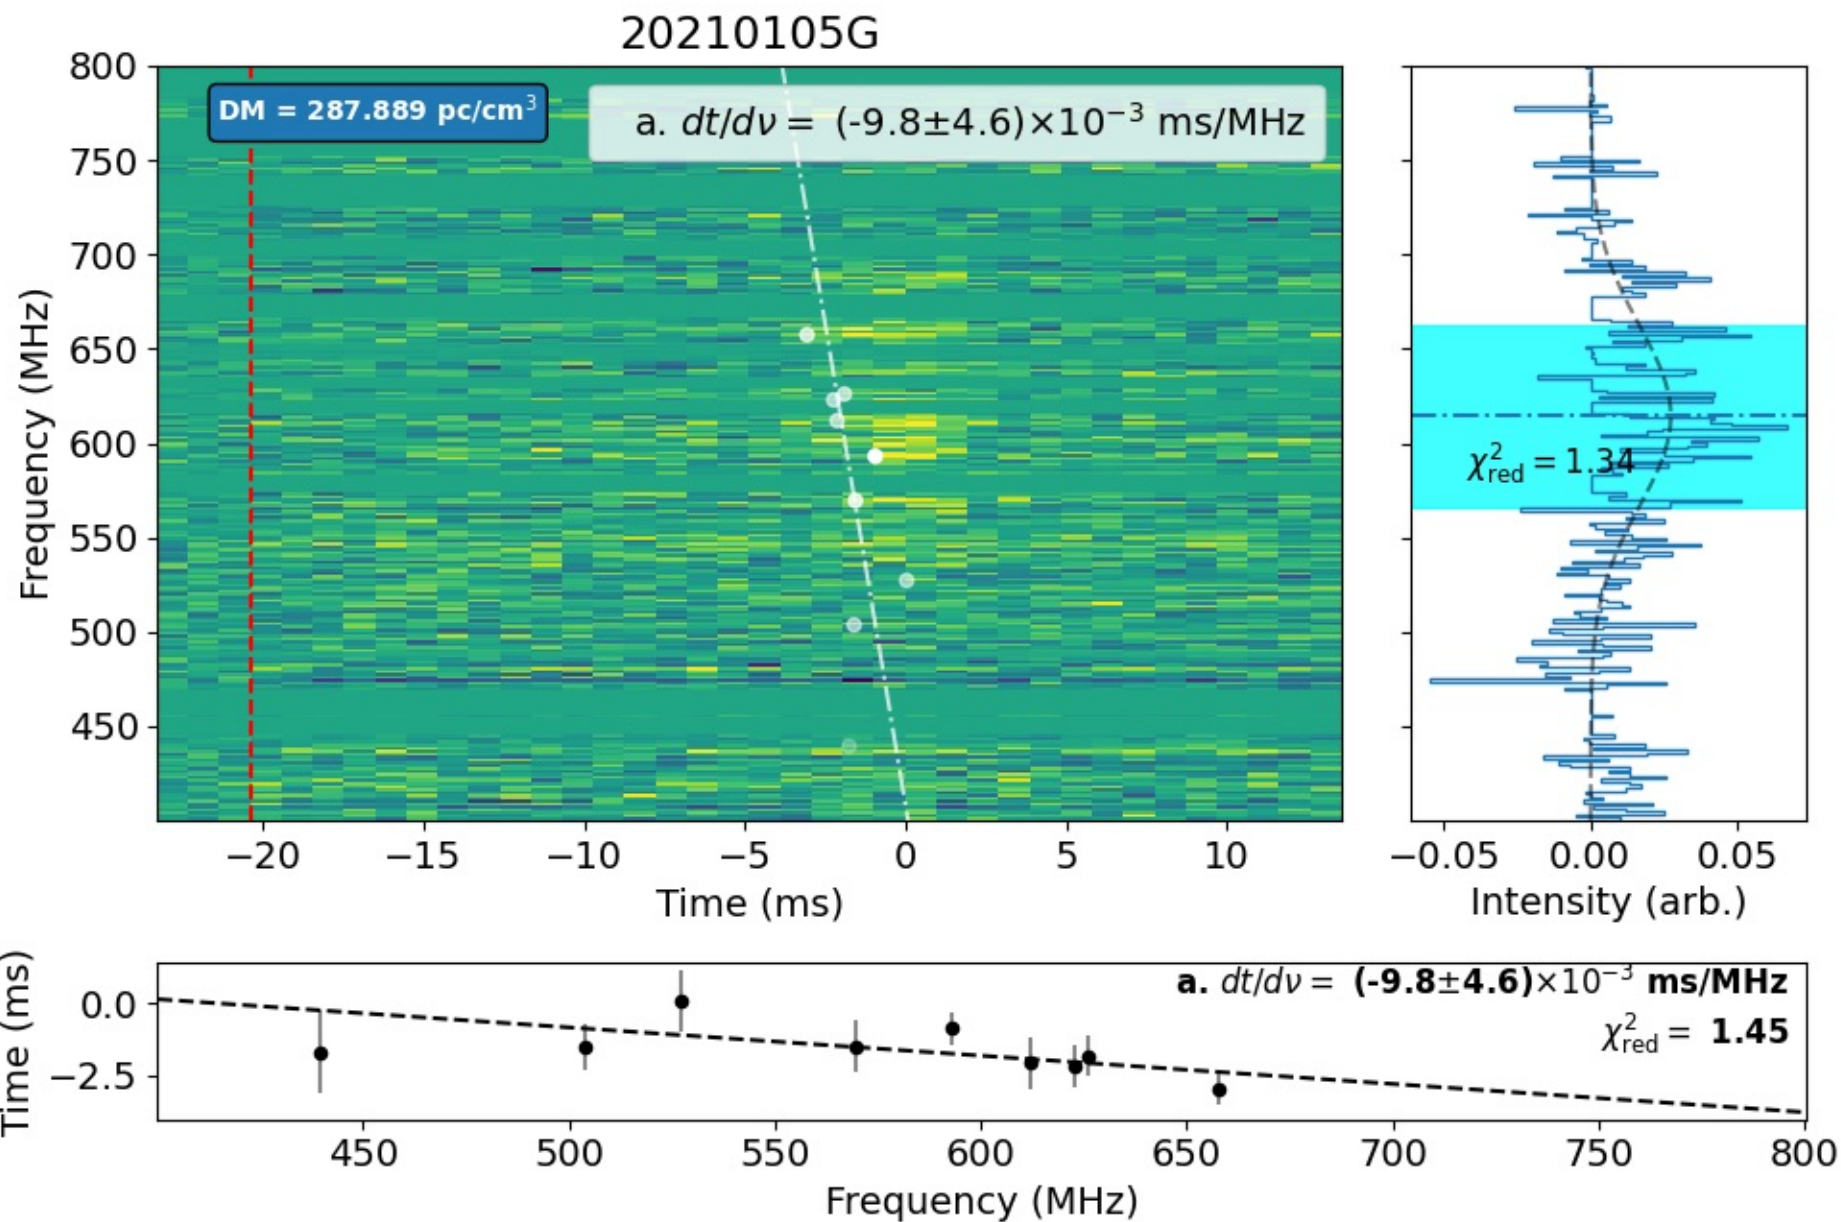 20210105G
800
750
700
650
600
550
500
450
Frequency (MHz)
DM = 287.889 pc/cm³
a. dt/dν = (-9.8±4.6)×10⁻³ ms/MHz
−20
−15
−10
−5
0
5
10
Time (ms)
χ²red = 1.34
−0.05
0.00
0.05
Intensity (arb.)
Time (ms)
0.0
−2.5
a. dt/dν = (-9.8±4.6)×10⁻³ ms/MHz
χ²red = 1.45
450
500
550
600
650
700
750
800
Frequency (MHz)